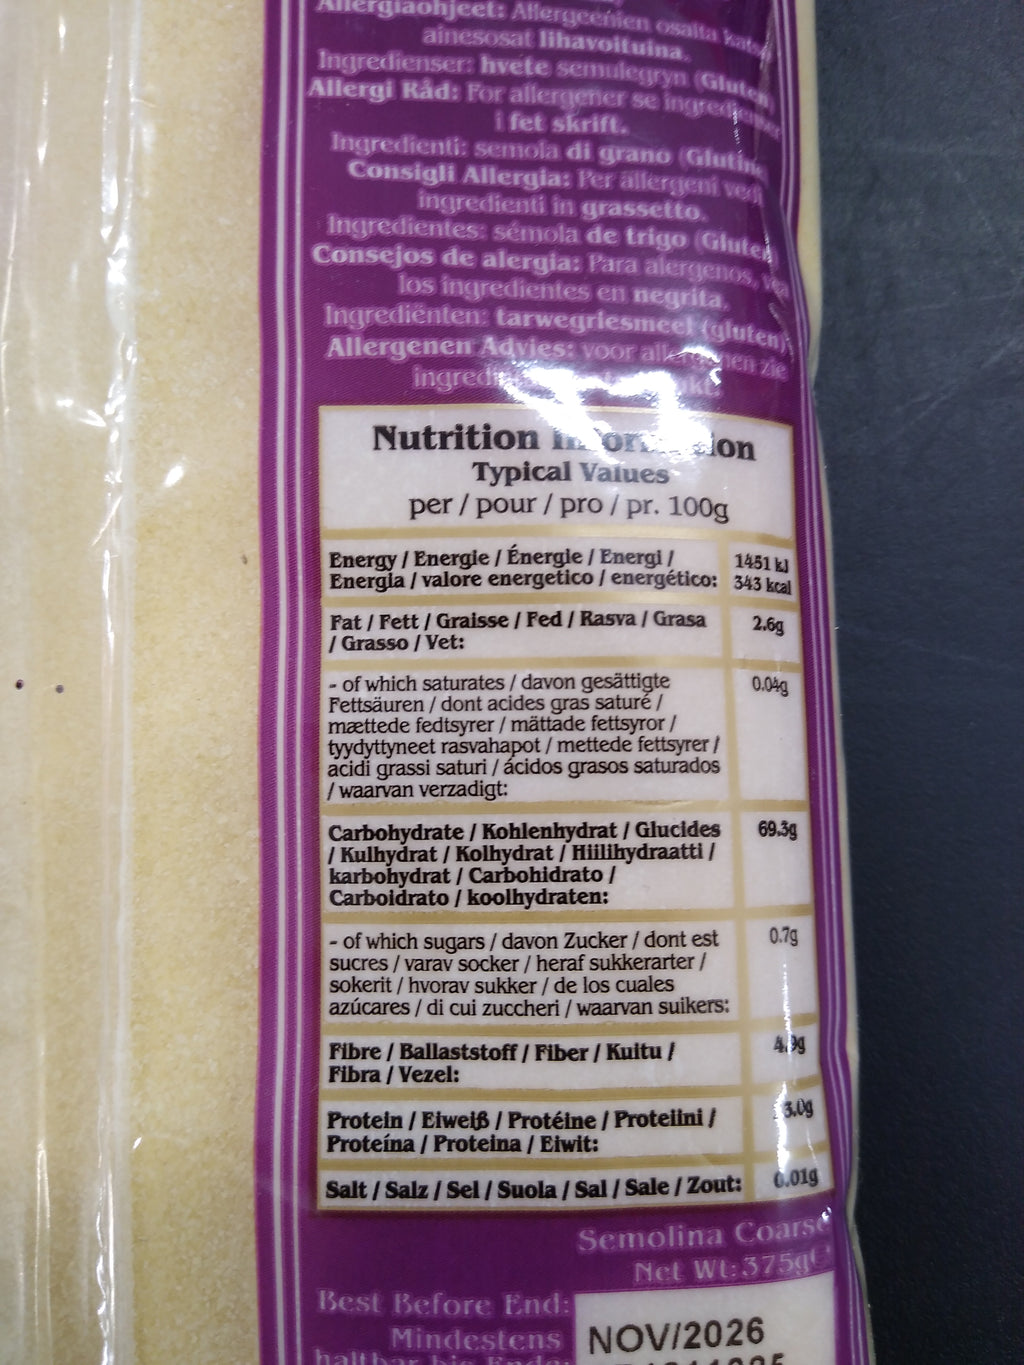 Allergiaohjeet: Allergeenien osalta
ainesosat lihavoituina.
Ingredienser: hvete semulegryn (Gluten)
Allergi Råd: For allergener se ingredienser
i fet skrift.
Ingredienti: semola di grano (Glutine
Consigli Allergia: Per allergeni vedi
ingredienti in grassetto.
Ingredientes: sémola de trigo (Gluten
Consejos de alergia: Para alergenos, vea
los ingredientes en negrita.
Ingrediënten: tarwegriesmeel (gluten)
Allergenen Advies: voor allergenen zie
Nutrition Information
Typical Values
per / pour / pro / pr. 100g
Energy / Energie / Énergie / Energi / 1451 kJ
Energia / valore energetico / energético: 343 kcal
Fat / Fett / Graisse / Fed / Rasva / Grasa 2.6g
/ Grasso / Vet:
- of which saturates / davon gesättigte 0.04g
Fettsäuren / dont acides gras saturé /
mættede fedtsyrer / mättade fettsyror /
tyydyttyneet rasvahapot / mettede fettsyrer /
acidi grassi saturi / ácidos grasos saturados
/ waarvan verzadigt:
Carbohydrate / Kohlenhydrat / Glucides 69.3g
/ Kulhydrat / Kolhydrat / Hiilihydraatti /
karbohydrat / Carbohidrato /
Carboidrato / koolhydraten:
- of which sugars / davon Zucker / dont est 0.7g
sucres / varav socker / heraf sukkerarter /
sokerit / hvorav sukker / de los cuales
azúcares / di cui zuccheri / waarvan suikers:
Fibre / Ballaststoff / Fiber / Kuitu / 4.9g
Fibra / Vezel:
Protein / Eiweiß / Protéine / Proteiini /
Proteína / Proteina / Eiwit:
Salt / Salz / Sel / Suola / Sal / Sale / Zout: 0.01g
Semolina Coarse
Net Wt:375g℮
Best Before End:
Mindestens NOV/2026
haltbar bis Ende: